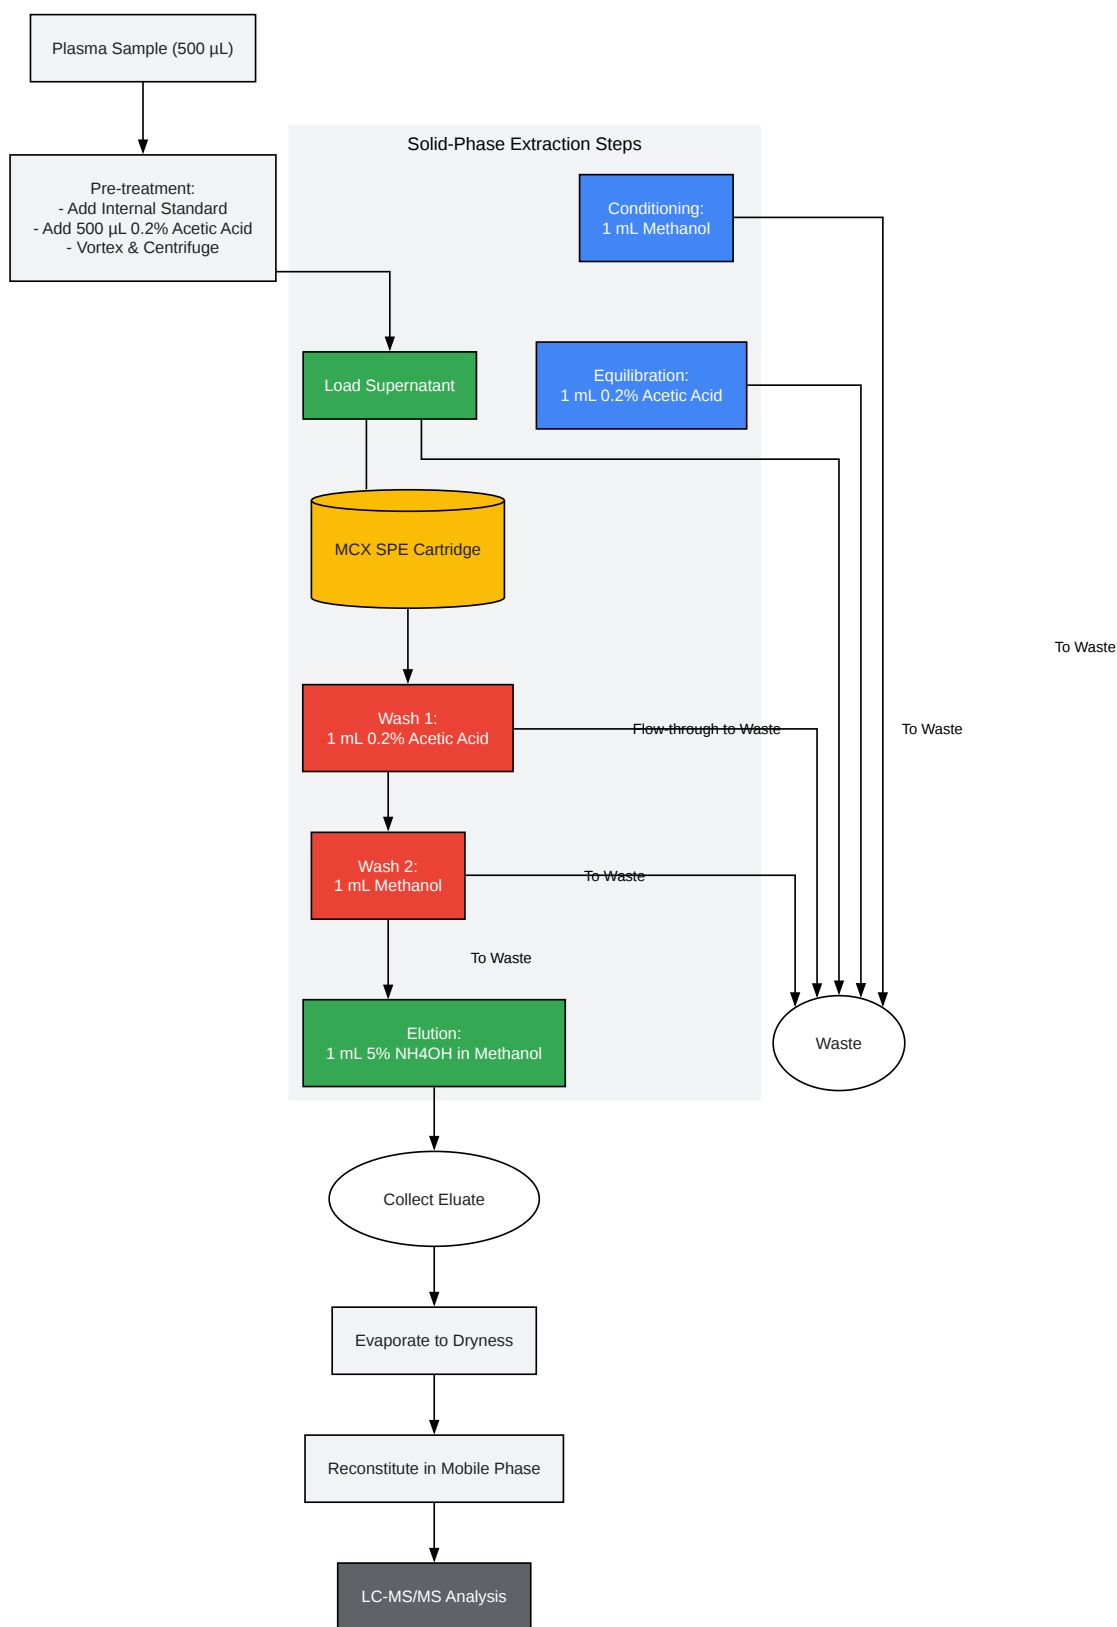 Plasma Sample (500 µL)
Pre-treatment:
- Add Internal Standard
- Add 500 µL 0.2% Acetic Acid
- Vortex & Centrifuge
Solid-Phase Extraction Steps
Conditioning:
1 mL Methanol
Load Supernatant
Equilibration:
1 mL 0.2% Acetic Acid
MCX SPE Cartridge
To Waste
Wash 1:
1 mL 0.2% Acetic Acid
Flow-through to Waste
To Waste
Wash 2:
1 mL Methanol
To Waste
To Waste
Elution:
1 mL 5% NH4OH in Methanol
Waste
Collect Eluate
Evaporate to Dryness
Reconstitute in Mobile Phase
LC-MS/MS Analysis